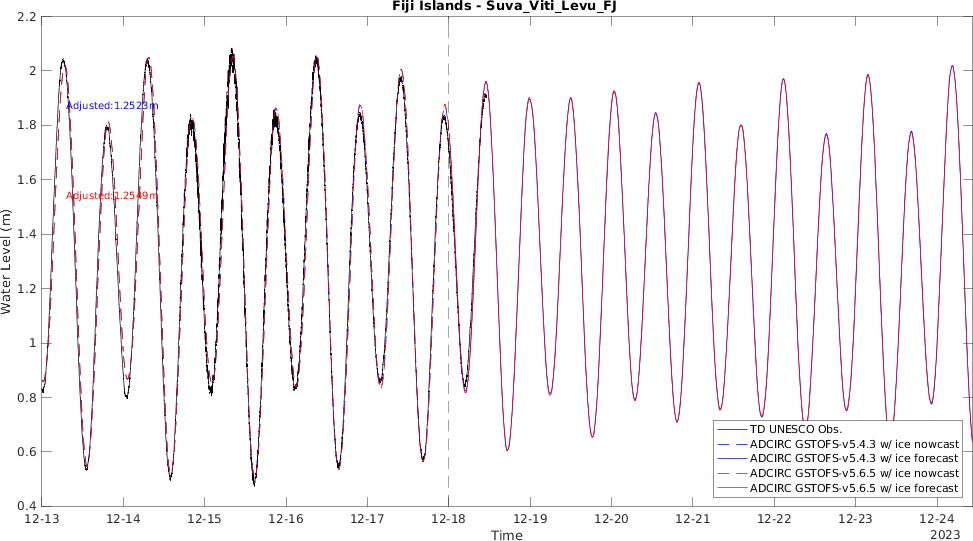 Fiji Islands - Suva_Viti_Levu_FJ
2.2
2
1.8
1.6
1.4
1.2
1
0.8
0.6
0.4
Water Level (m)
Adjusted:1.2523m
Adjusted:1.2549m
TD UNESCO Obs.
ADCIRC GSTOFS-v5.4.3 w/ ice nowcast
ADCIRC GSTOFS-v5.4.3 w/ ice forecast
ADCIRC GSTOFS-v5.6.5 w/ ice nowcast
ADCIRC GSTOFS-v5.6.5 w/ ice forecast
12-13 12-14 12-15 12-16 12-17 12-18 12-19 12-20 12-21 12-22 12-23 12-24
Time
2023